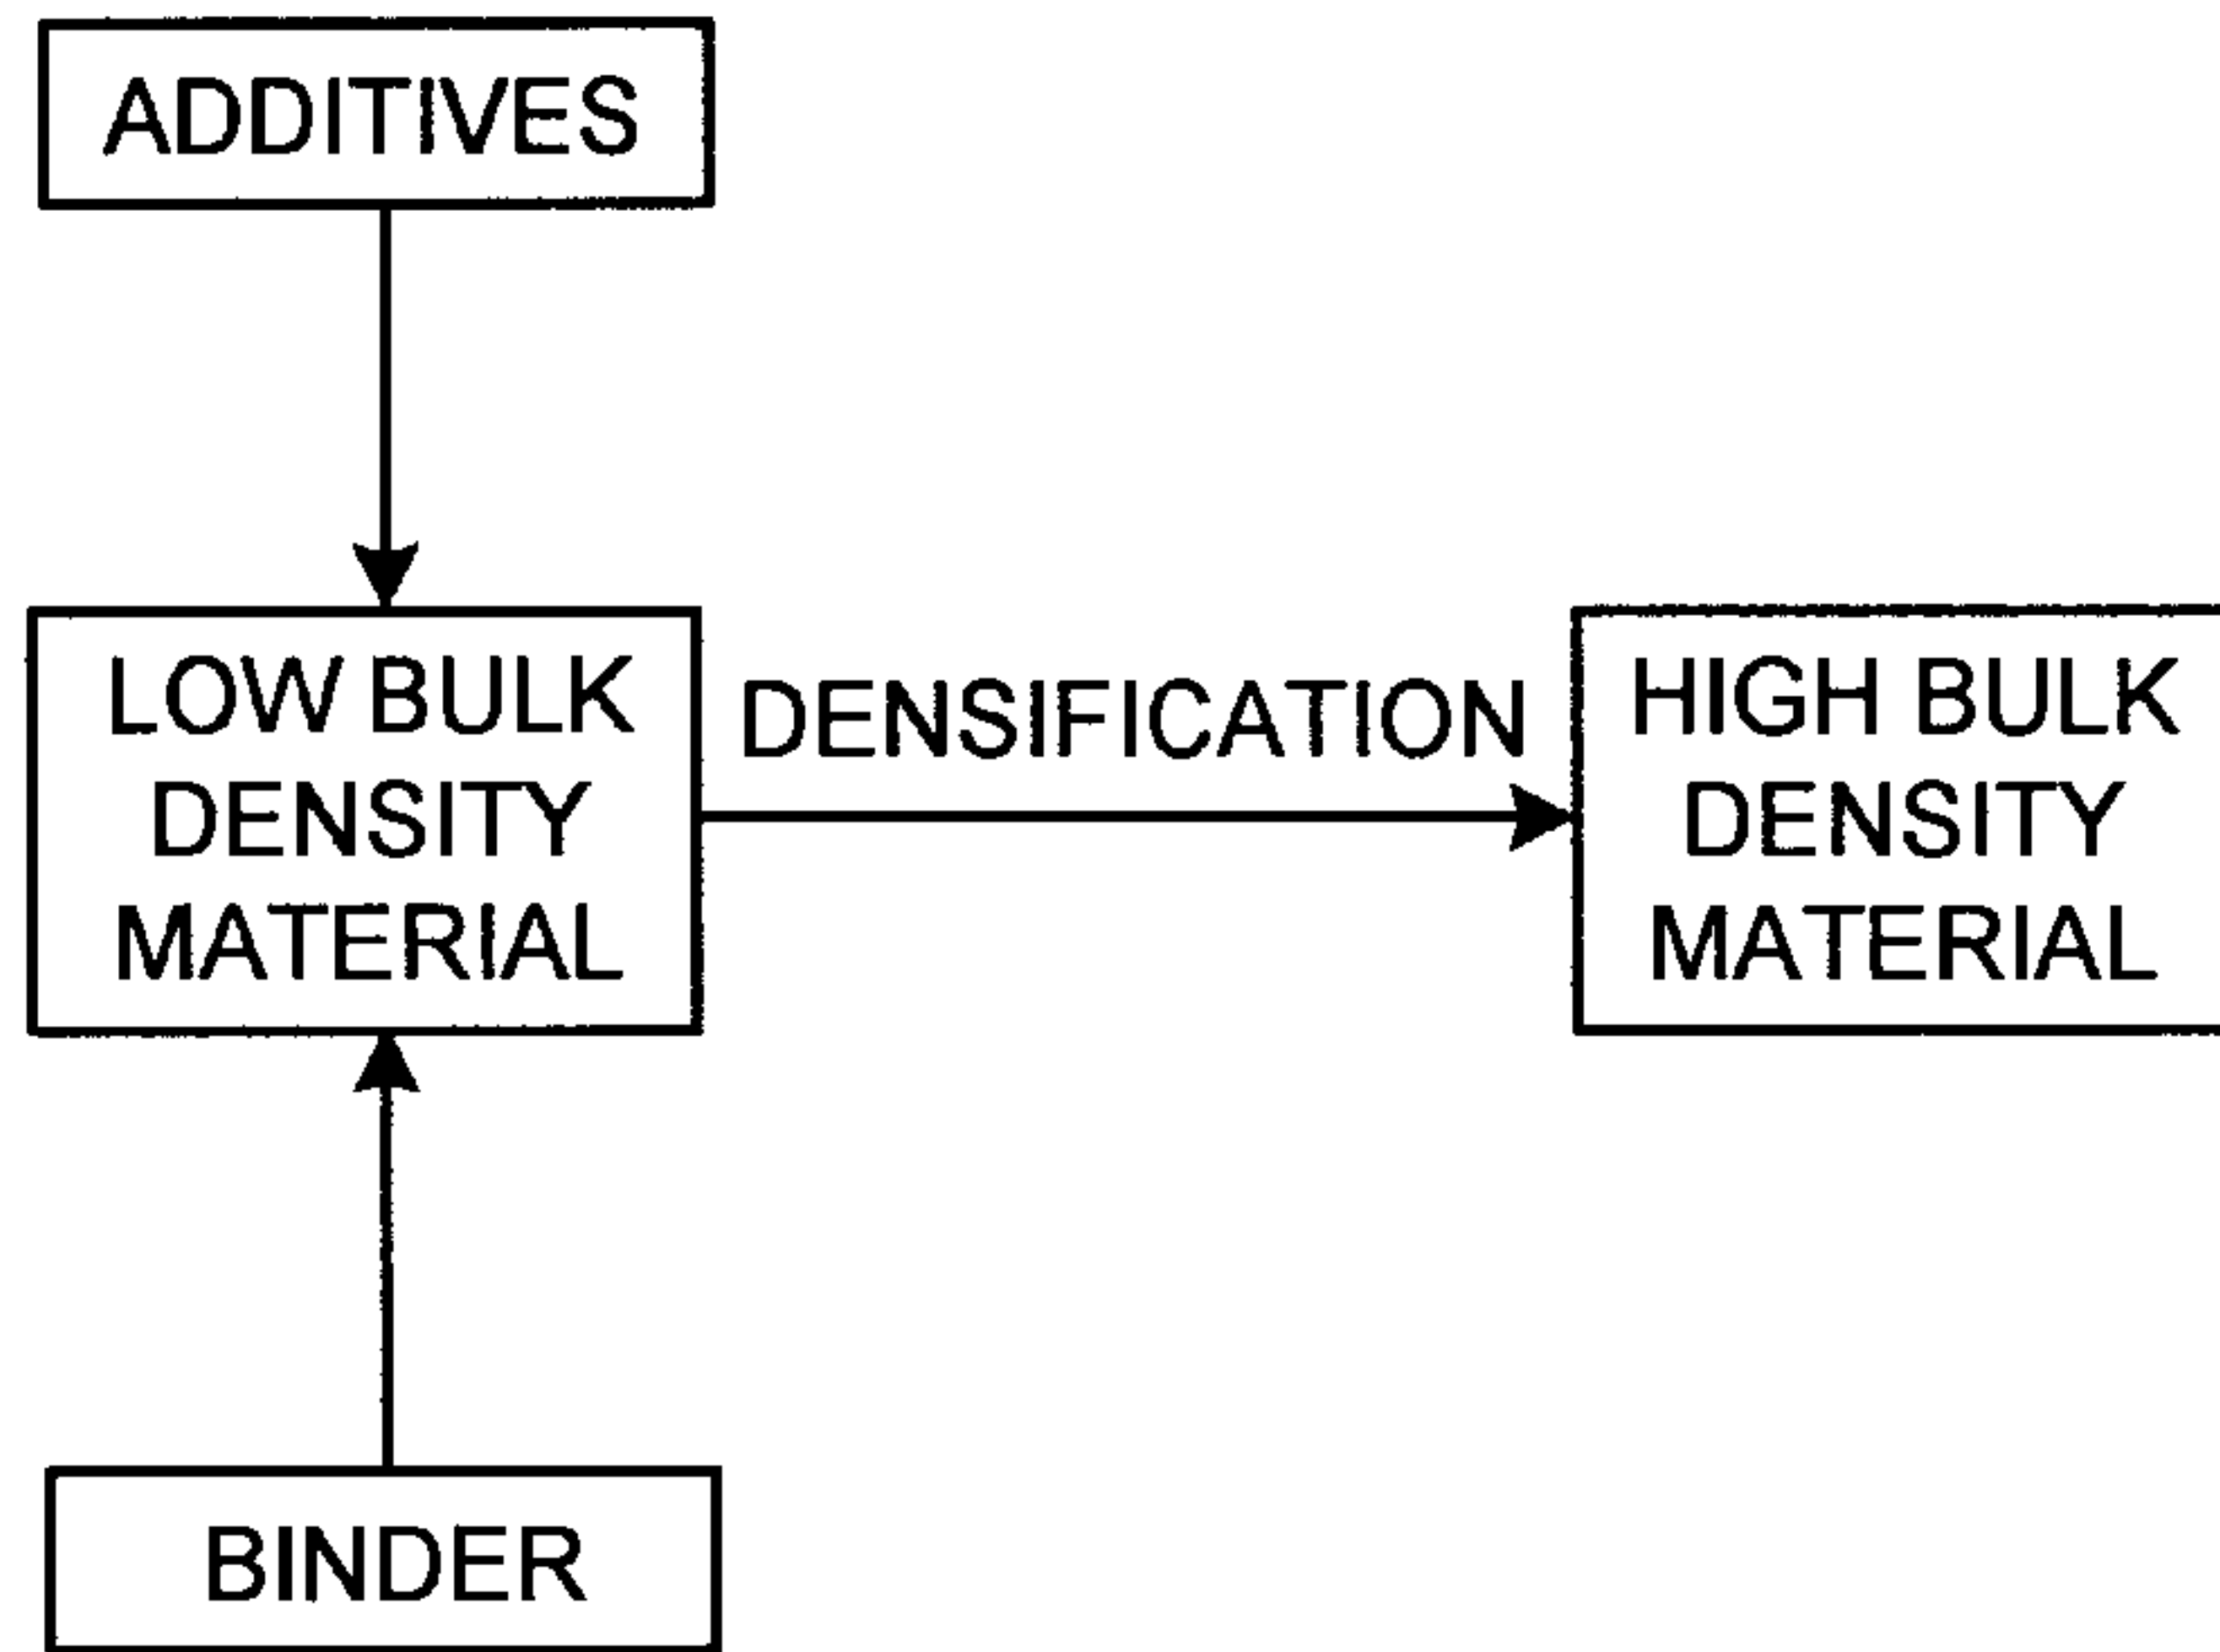 ADDITIVES
LOW BULK
DENSITY
MATERIAL
DENSIFICATION
HIGH BULK
DENSITY
MATERIAL
BINDER